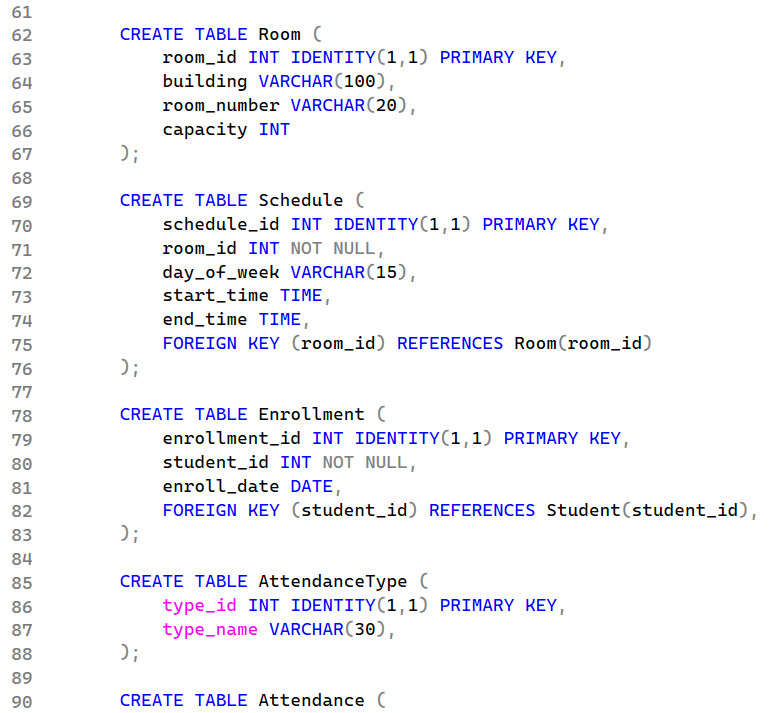 61
62 CREATE TABLE Room (
63 room_id INT IDENTITY(1,1) PRIMARY KEY,
64 building VARCHAR(100),
65 room_number VARCHAR(20),
66 capacity INT
67 );
68
69 CREATE TABLE Schedule (
70 schedule_id INT IDENTITY(1,1) PRIMARY KEY,
71 room_id INT NOT NULL,
72 day_of_week VARCHAR(15),
73 start_time TIME,
74 end_time TIME,
75 FOREIGN KEY (room_id) REFERENCES Room(room_id)
76 );
77
78 CREATE TABLE Enrollment (
79 enrollment_id INT IDENTITY(1,1) PRIMARY KEY,
80 student_id INT NOT NULL,
81 enroll_date DATE,
82 FOREIGN KEY (student_id) REFERENCES Student(student_id),
83 );
84
85 CREATE TABLE AttendanceType (
86 type_id INT IDENTITY(1,1) PRIMARY KEY,
87 type_name VARCHAR(30),
88 );
89
90 CREATE TABLE Attendance (